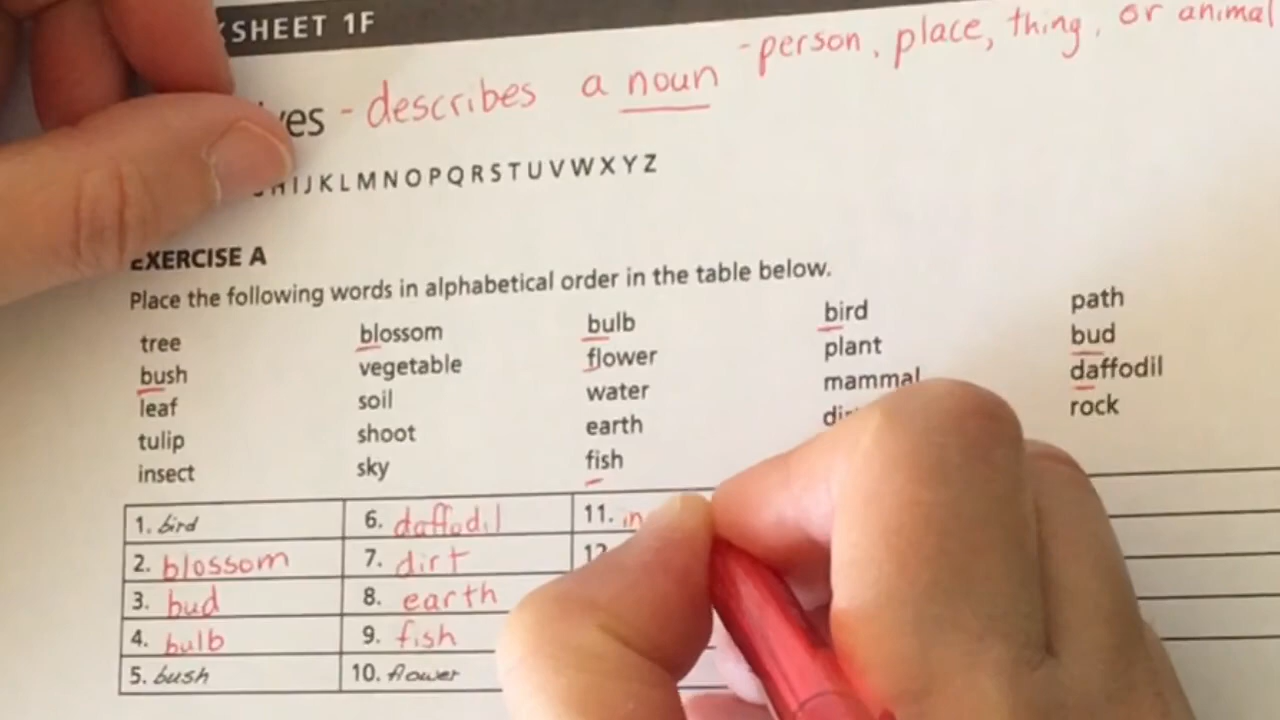 SHEET 1F
-person, place, thing, or animal
- describes a noun
IJKLMNOPQRSTUVWXYZ
EXERCISE A
Place the following words in alphabetical order in the table below.
tree blossom bulb bird path
bush vegetable flower plant bud
leaf soil water mammal daffodil
tulip shoot earth rock
insect sky fish
1. bird 6. daffodil 11. in
2. blossom 7. dirt 12
3. bud 8. earth
4. bulb 9. fish
5. bush 10. flower